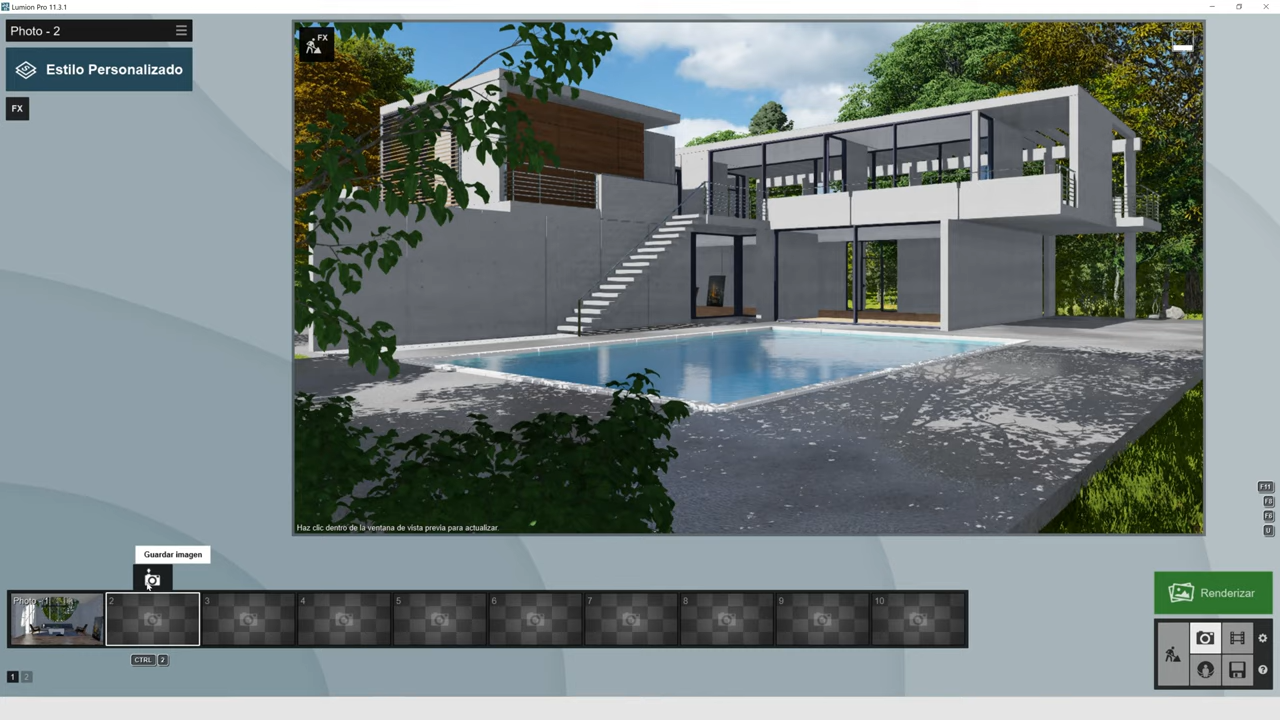 Lumion Pro 11.3.1
Photo - 2
Estilo Personalizado
FX
FX
Haz clic dentro de la ventana de vista previa para actualizar.
F11
U
Guardar imagen
Photo - 1
2
3
4
5
6
7
8
9
10
CTRL 2
1 2
Renderizar
?